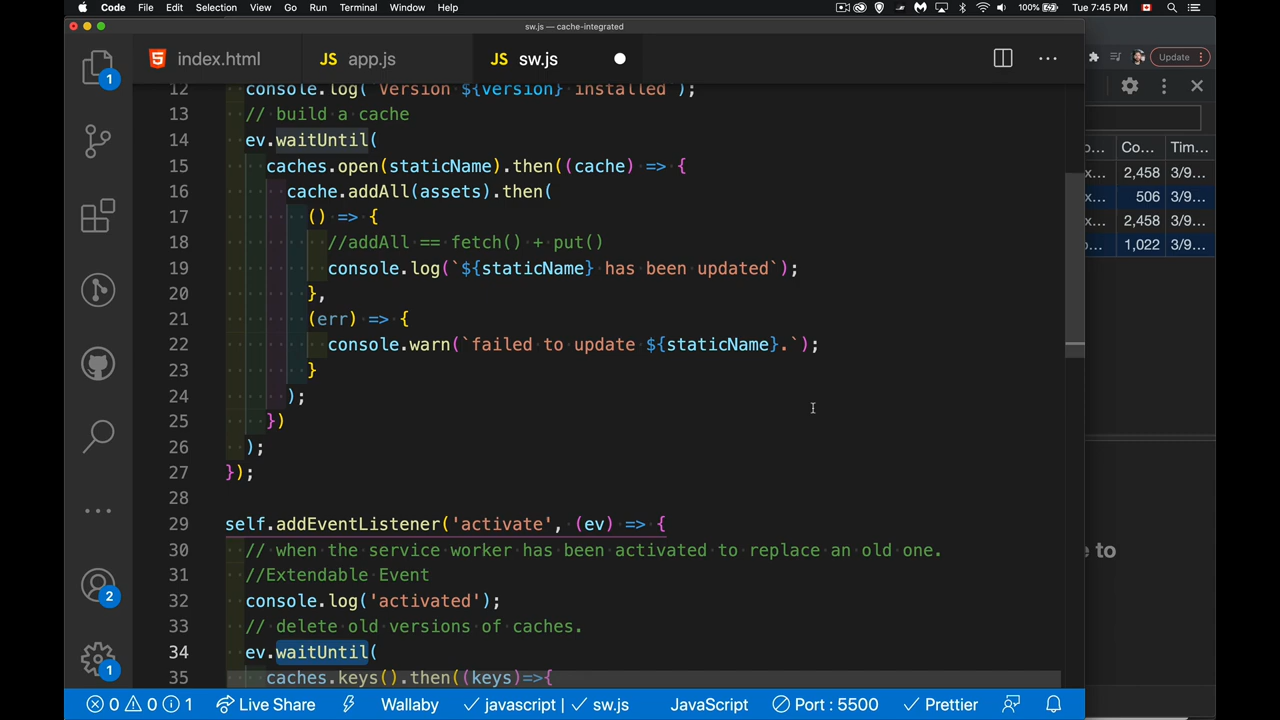 Code File Edit Selection View Go Run Terminal Window Help 100% Tue 7:45 PM
sw.js — cache-integrated
index.html JS app.js JS sw.js
Update
12 console.log(`Version ${version} installed`);
13 // build a cache
14 ev.waitUntil(
15 caches.open(staticName).then((cache) => {
16 cache.addAll(assets).then(
17 () => {
18 //addAll == fetch() + put()
19 console.log(`${staticName} has been updated`);
20 },
21 (err) => {
22 console.warn(`failed to update ${staticName}.`);
23 }
24 );
25 })
26 );
27 });
28
29 self.addEventListener('activate', (ev) => {
30 // when the service worker has been activated to replace an old one.
31 //Extendable Event
32 console.log('activated');
33 // delete old versions of caches.
34 ev.waitUntil(
35 caches.keys().then((keys)=>{
1
2
1
o... Co... Tim...
x... 2,458 3/9...
x... 506 3/9...
x... 2,458 3/9...
o... 1,022 3/9...
e to
0 0 1 Live Share Wallaby javascript | sw.js JavaScript Port : 5500 Prettier